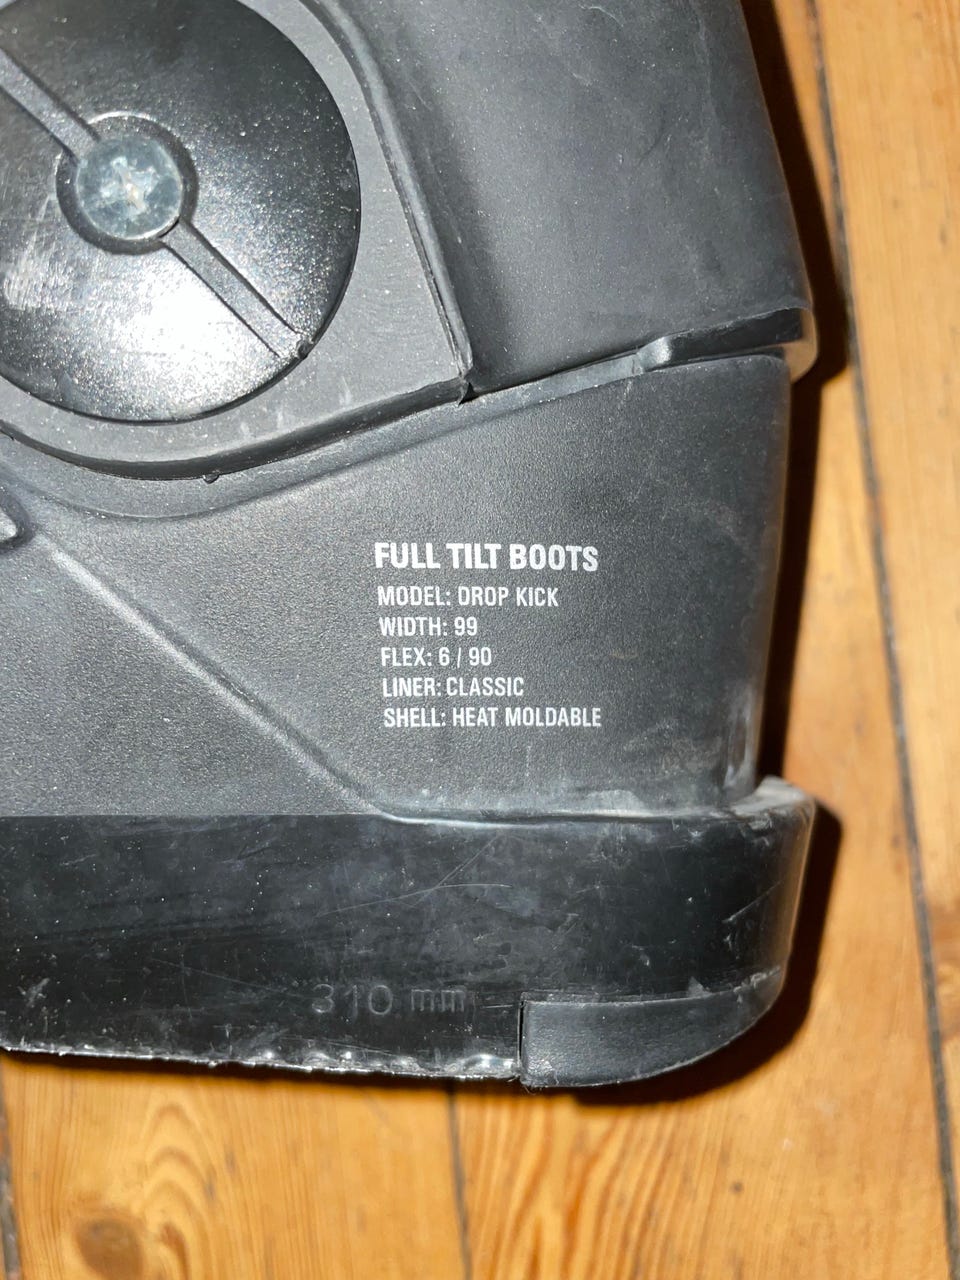 FULL TILT BOOTS
MODEL: DROP KICK
WIDTH: 99
FLEX: 6 / 90
LINER: CLASSIC
SHELL: HEAT MOLDABLE
310 mm